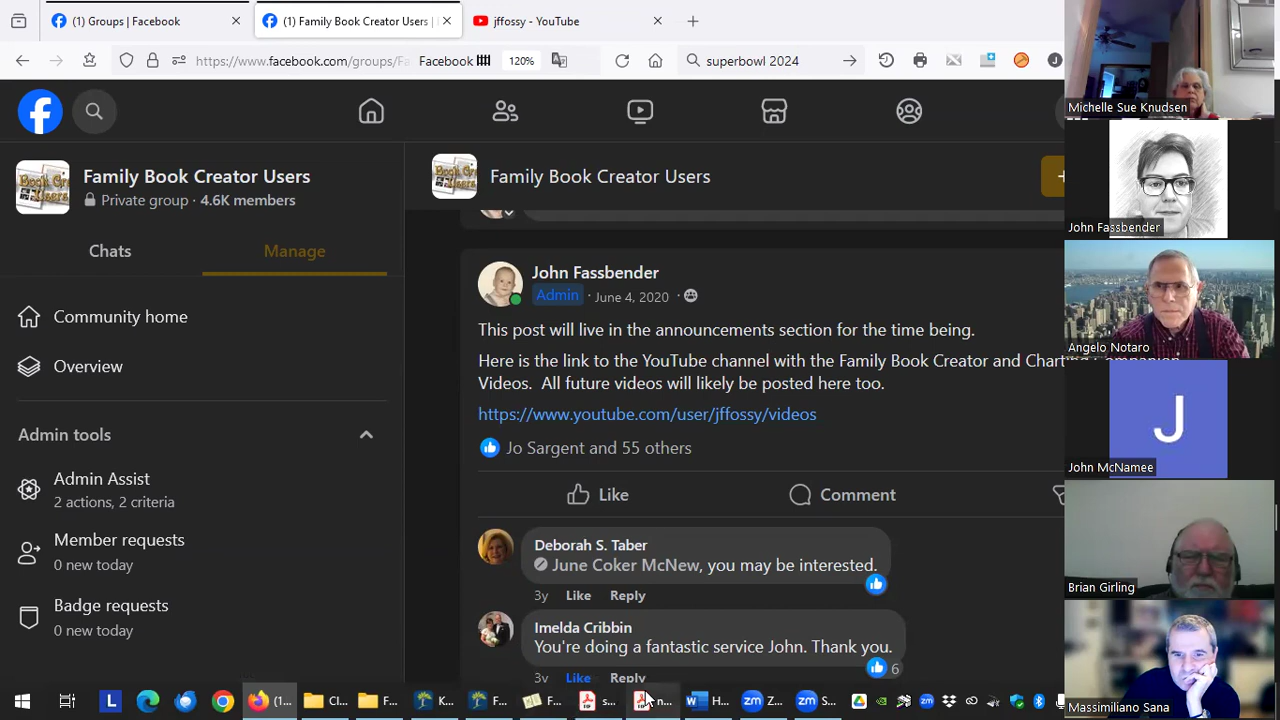 (1) Groups | Facebook
(1) Family Book Creator Users |
jffossy - YouTube
https://www.facebook.com/groups/Fa
Facebook
120%
superbowl 2024
J
Michelle Sue Knudsen
Family Book Creator Users
Private group · 4.6K members
Family Book Creator Users
Chats
Manage
Community home
Overview
Admin tools
Admin Assist
2 actions, 2 criteria
Member requests
0 new today
Badge requests
0 new today
John Fassbender
Admin · June 4, 2020 ·
This post will live in the announcements section for the time being.
Here is the link to the YouTube channel with the Family Book Creator and Charting Companion
Videos. All future videos will likely be posted here too.
https://www.youtube.com/user/jffossy/videos
Jo Sargent and 55 others
Like
Comment
Deborah S. Taber
June Coker McNew, you may be interested.
3y Like Reply
Imelda Cribbin
You're doing a fantastic service John. Thank you.
6
3y Like Reply
John Fassbender
Angelo Notaro
J
John McNamee
Brian Girling
Massimiliano Sana
L
(1...
Cl...
F...
K...
F...
F...
s...
n...
H...
zm Z...
zm S...
zm